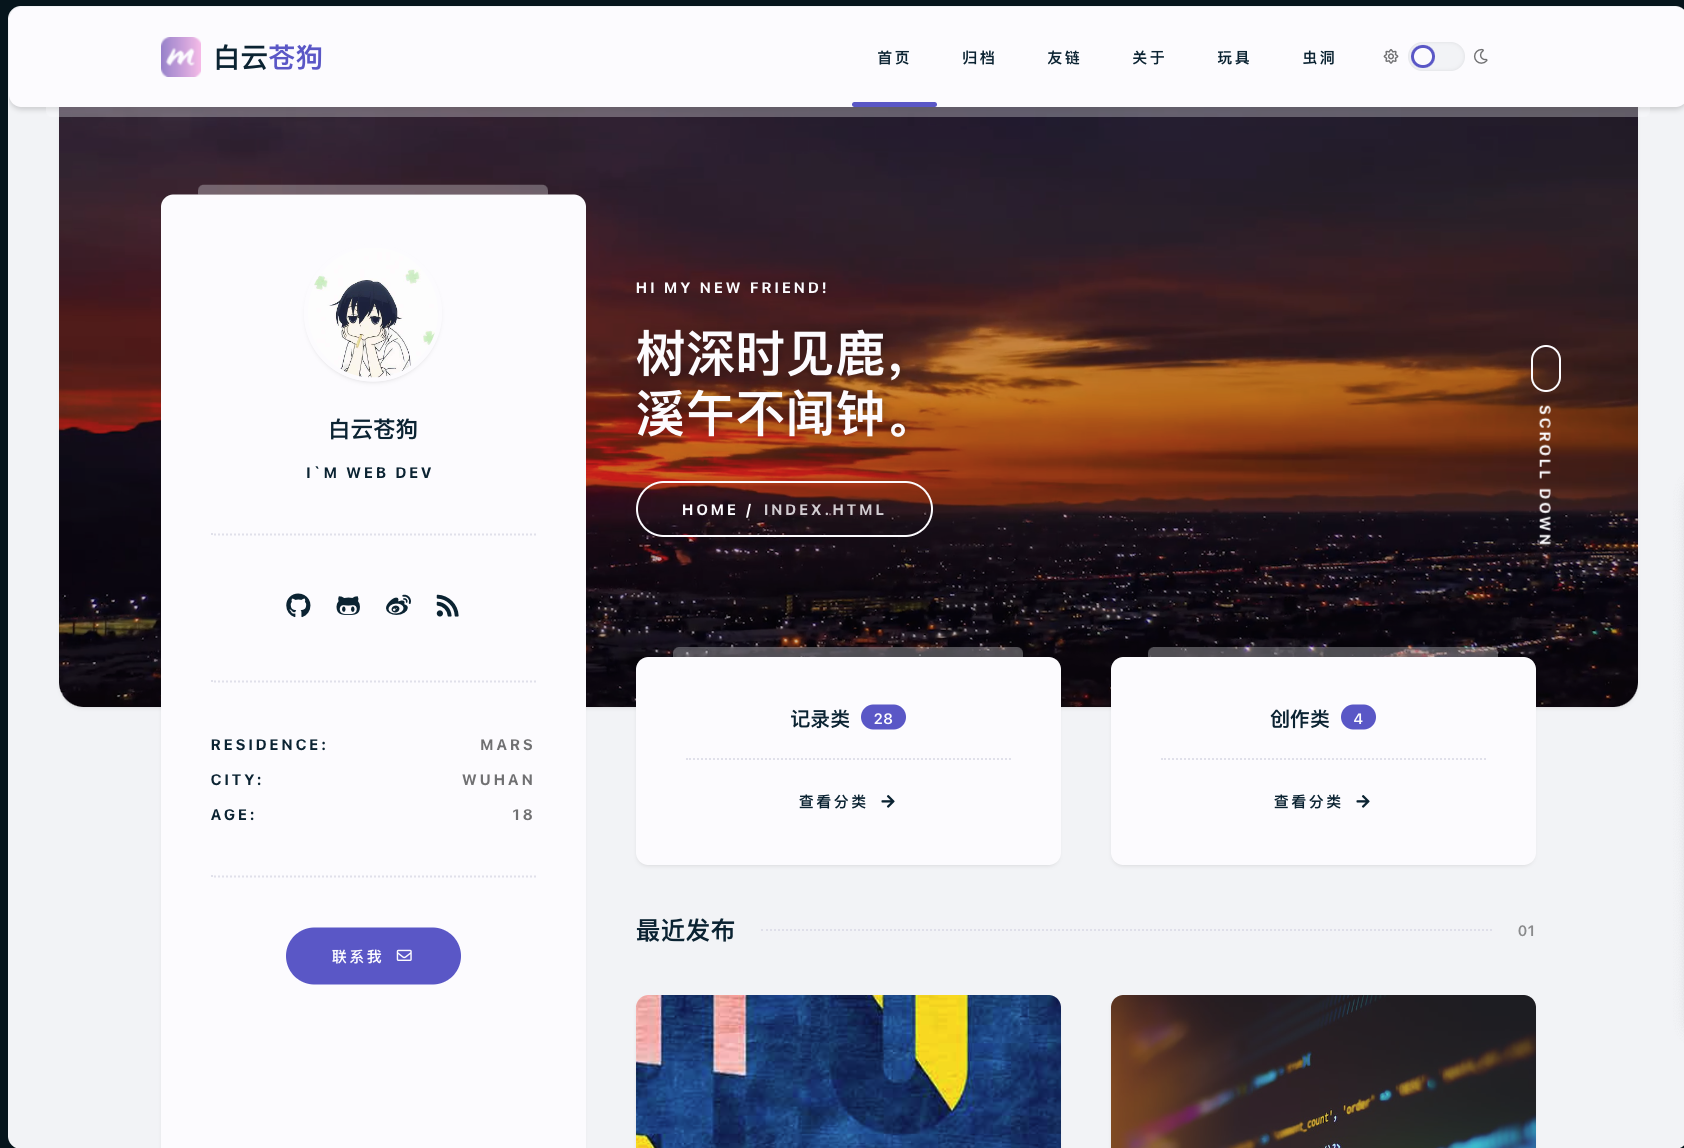 白云苍狗
首页
归档
友链
关于
玩具
虫洞
白云苍狗
I`M WEB DEV
RESIDENCE: MARS
CITY: WUHAN
AGE: 18
联系我
HI MY NEW FRIEND!
树深时见鹿，
溪午不闻钟。
HOME / INDEX.HTML
SCROLL DOWN
记录类 28
查看分类
创作类 4
查看分类
最近发布 01
'order'